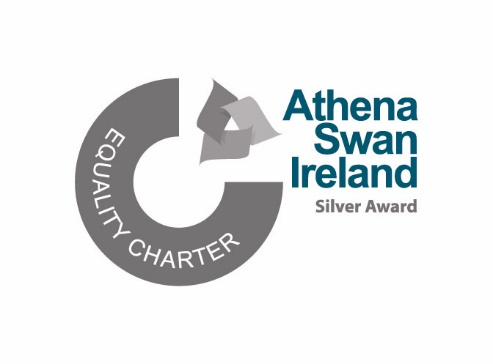 EQUALITY CHARTER
Athena
Swan
Ireland
Silver Award